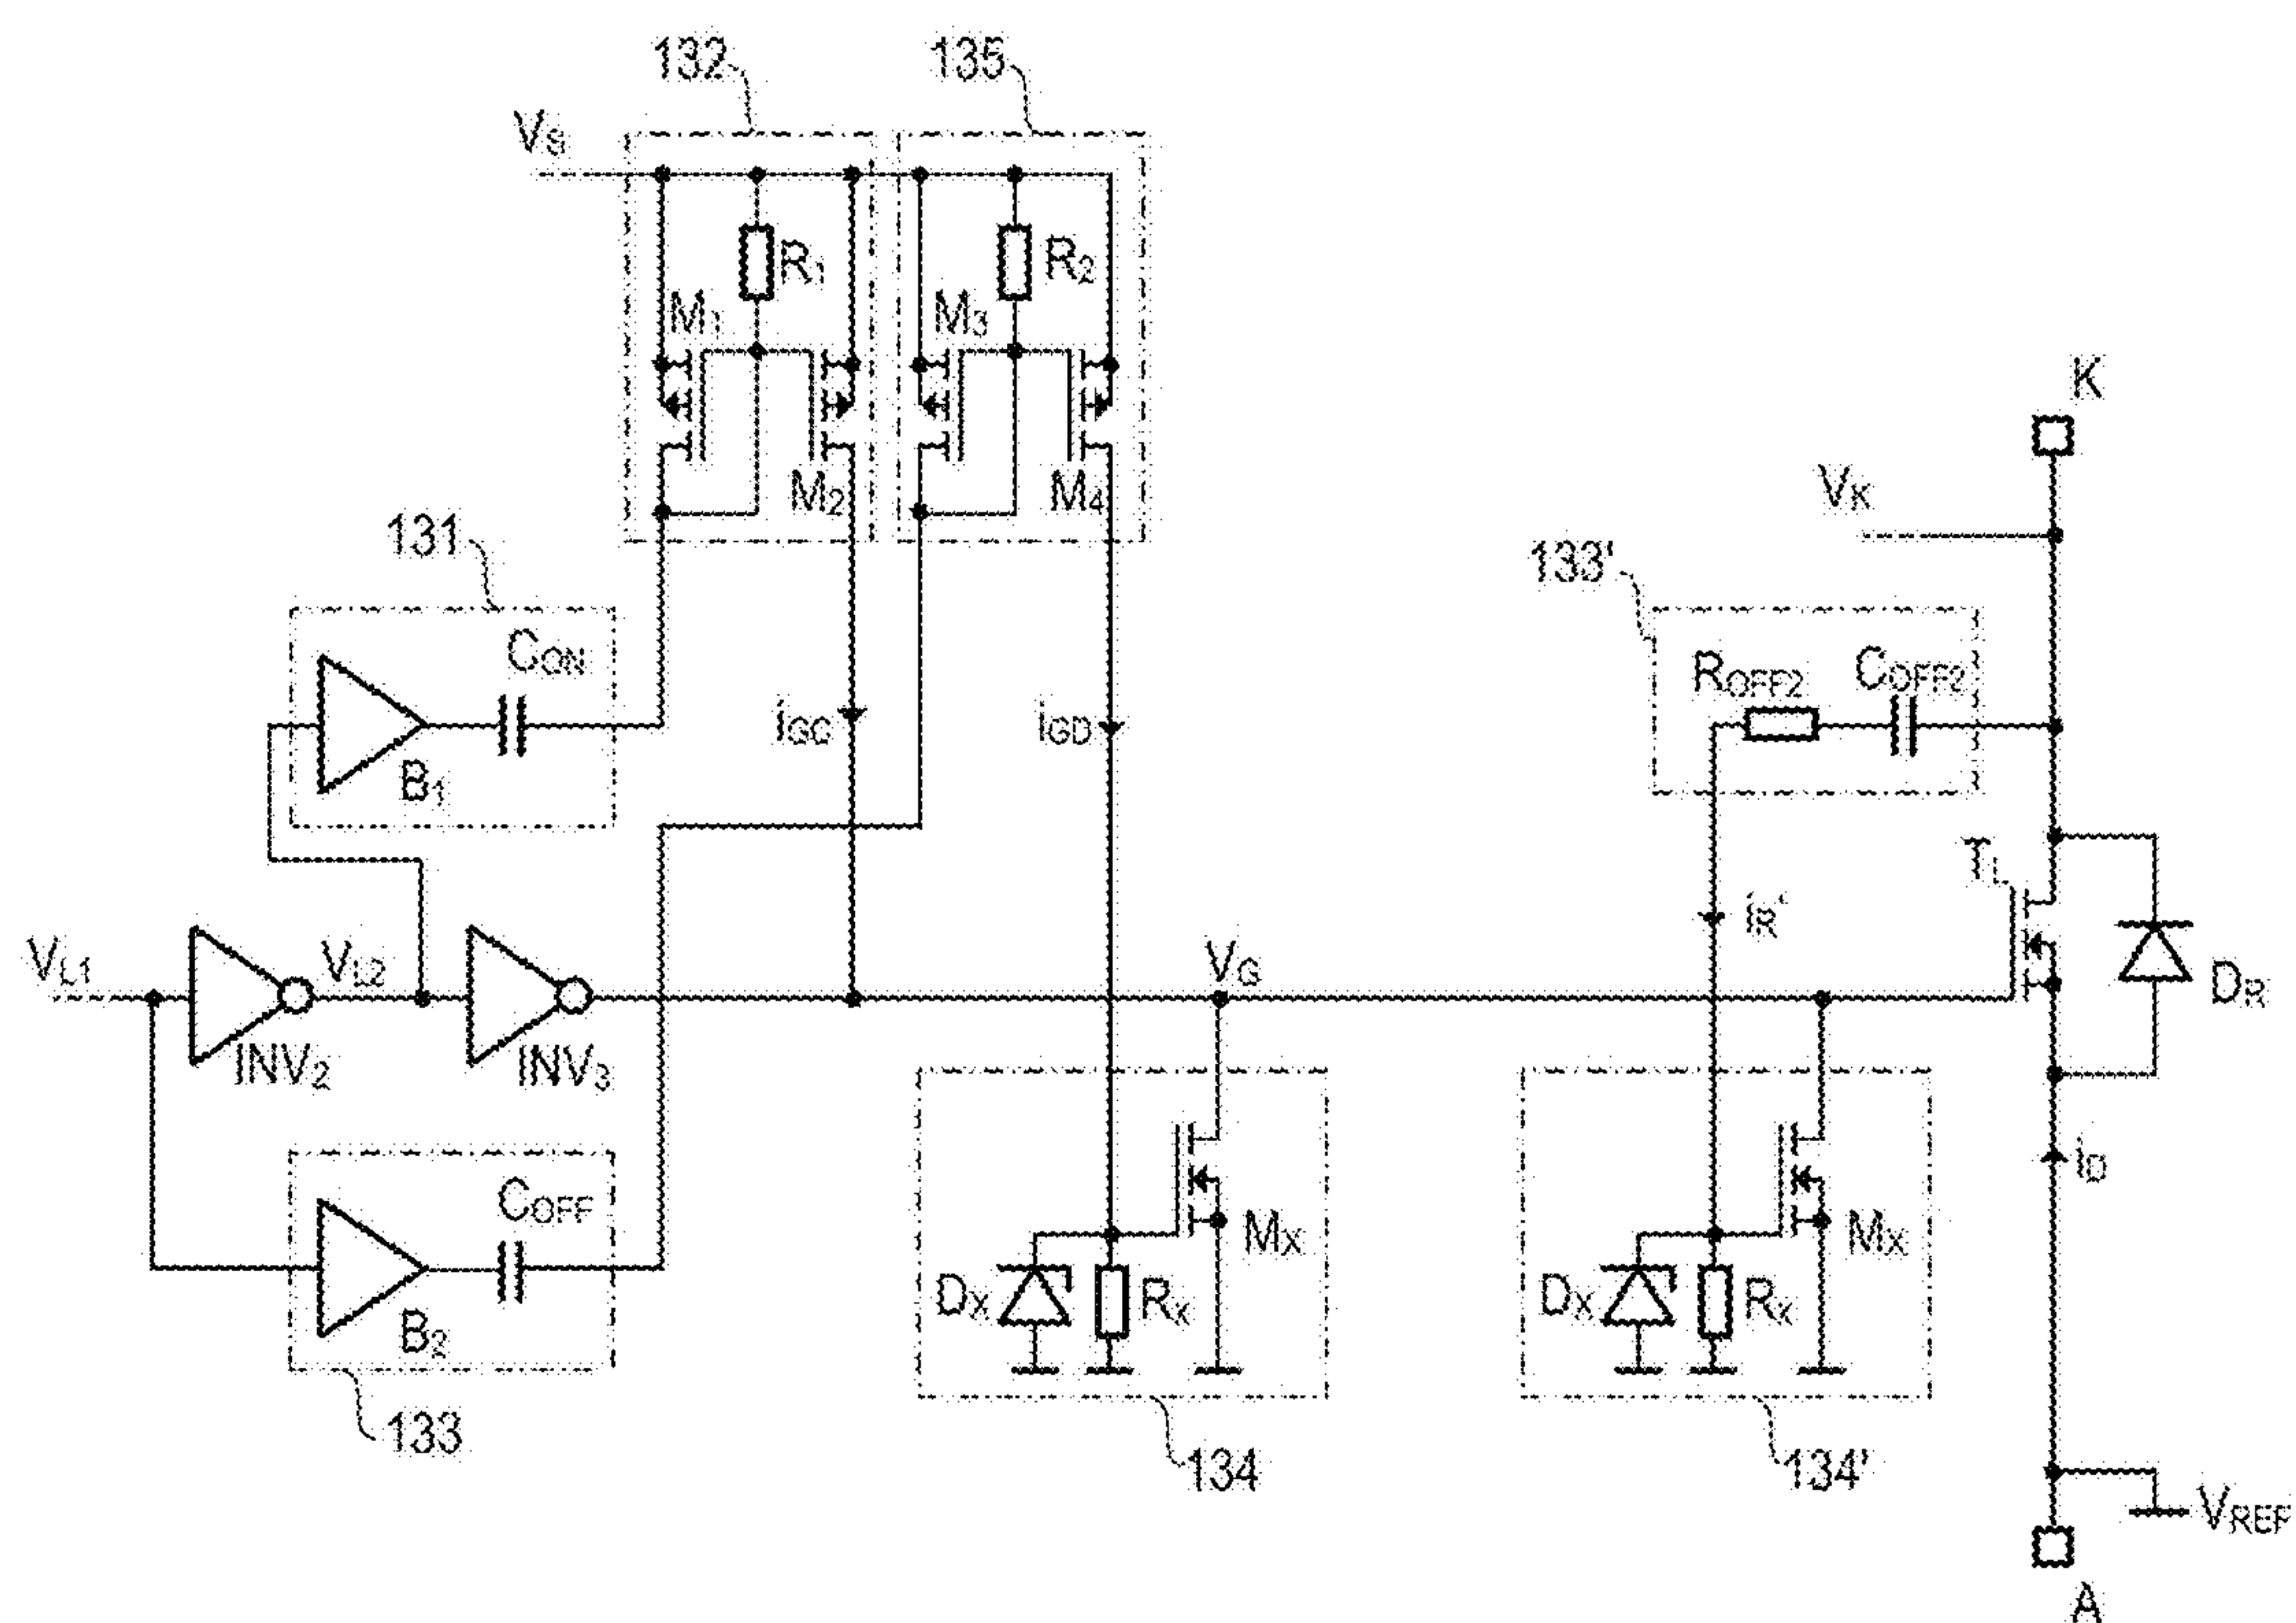 132
135
VS
R1
R2
M1
M3
M2
M4
K
VK
131
133'
CON
ROFF2
COFF2
iGC
iGD
B1
TL
iR'
VL1
VL2
VG
DR
INV2
INV3
COFF
MX
MX
iD
DX
RX
DX
RX
B2
133
134
134'
VREF
A